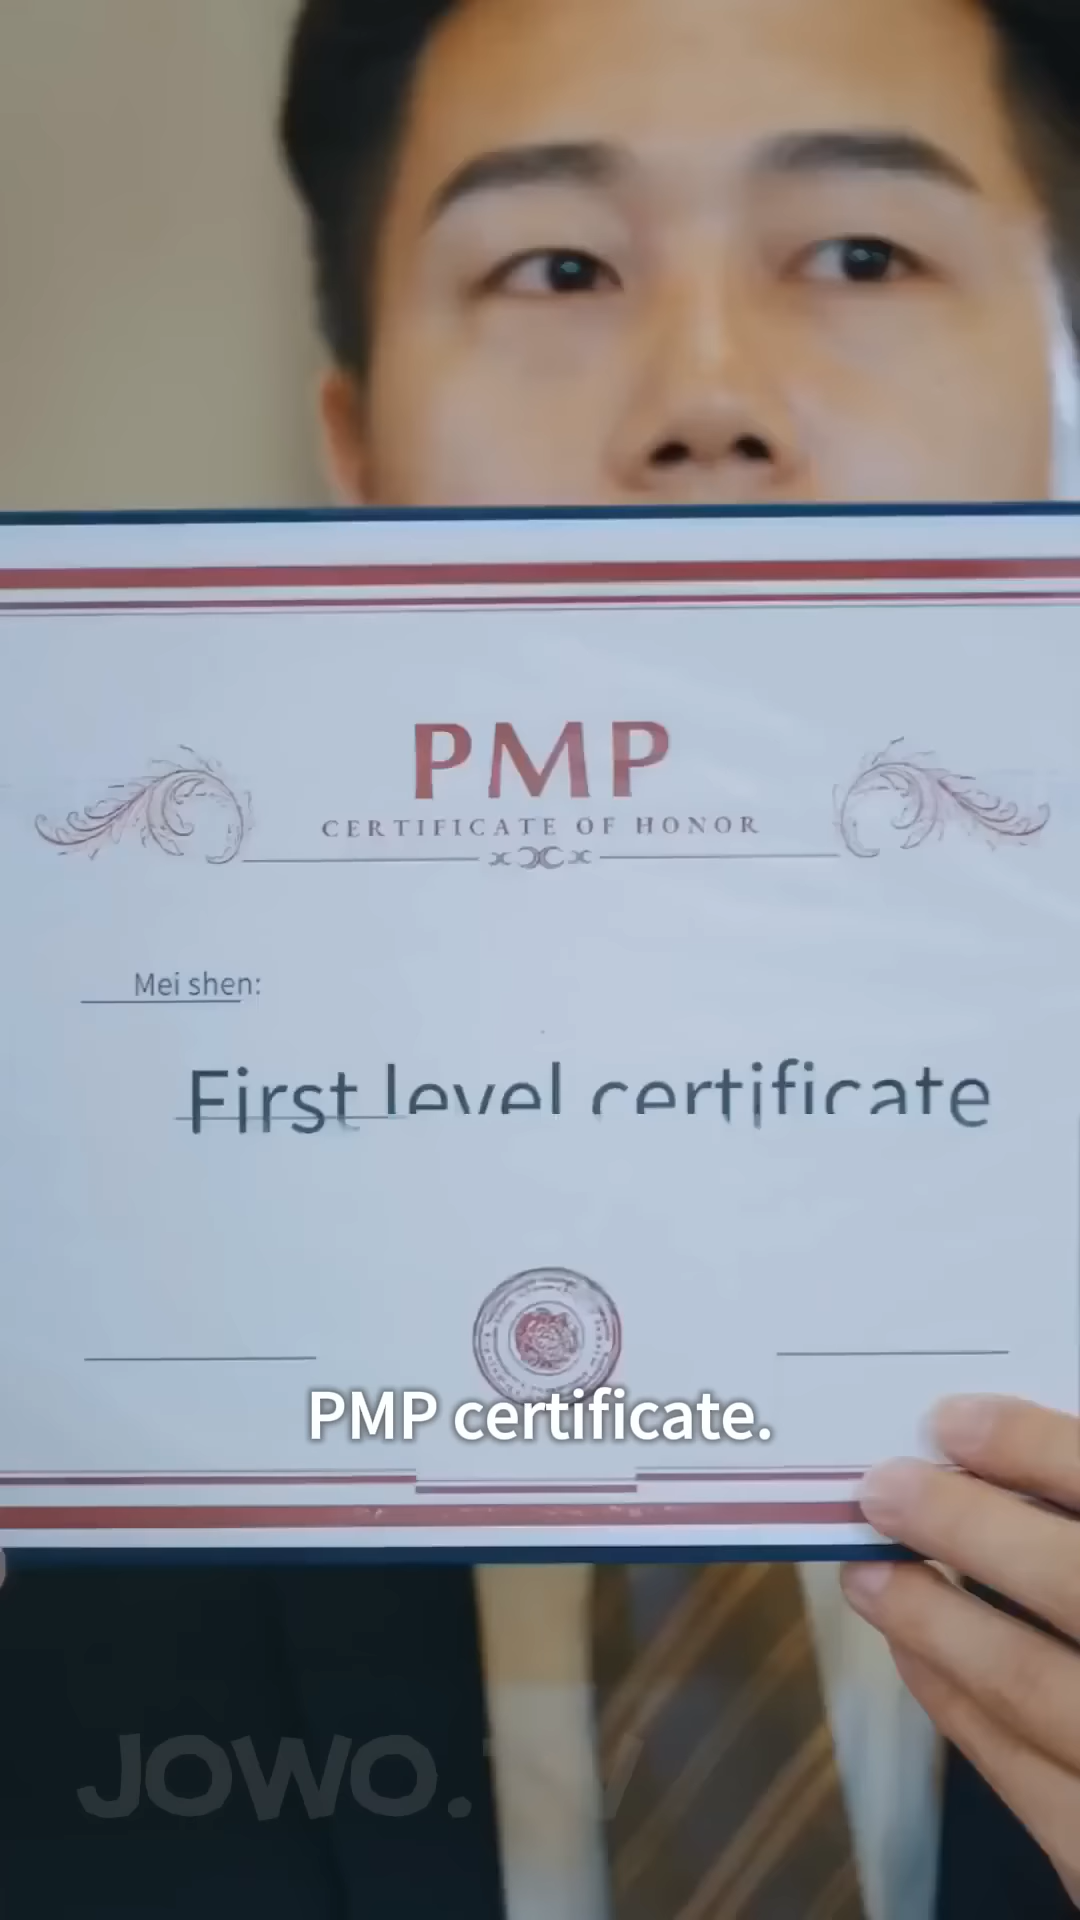 PMP
CERTIFICATE OF HONOR
Mei shen:
First level certificate
PMP certificate.
JOWO.TV